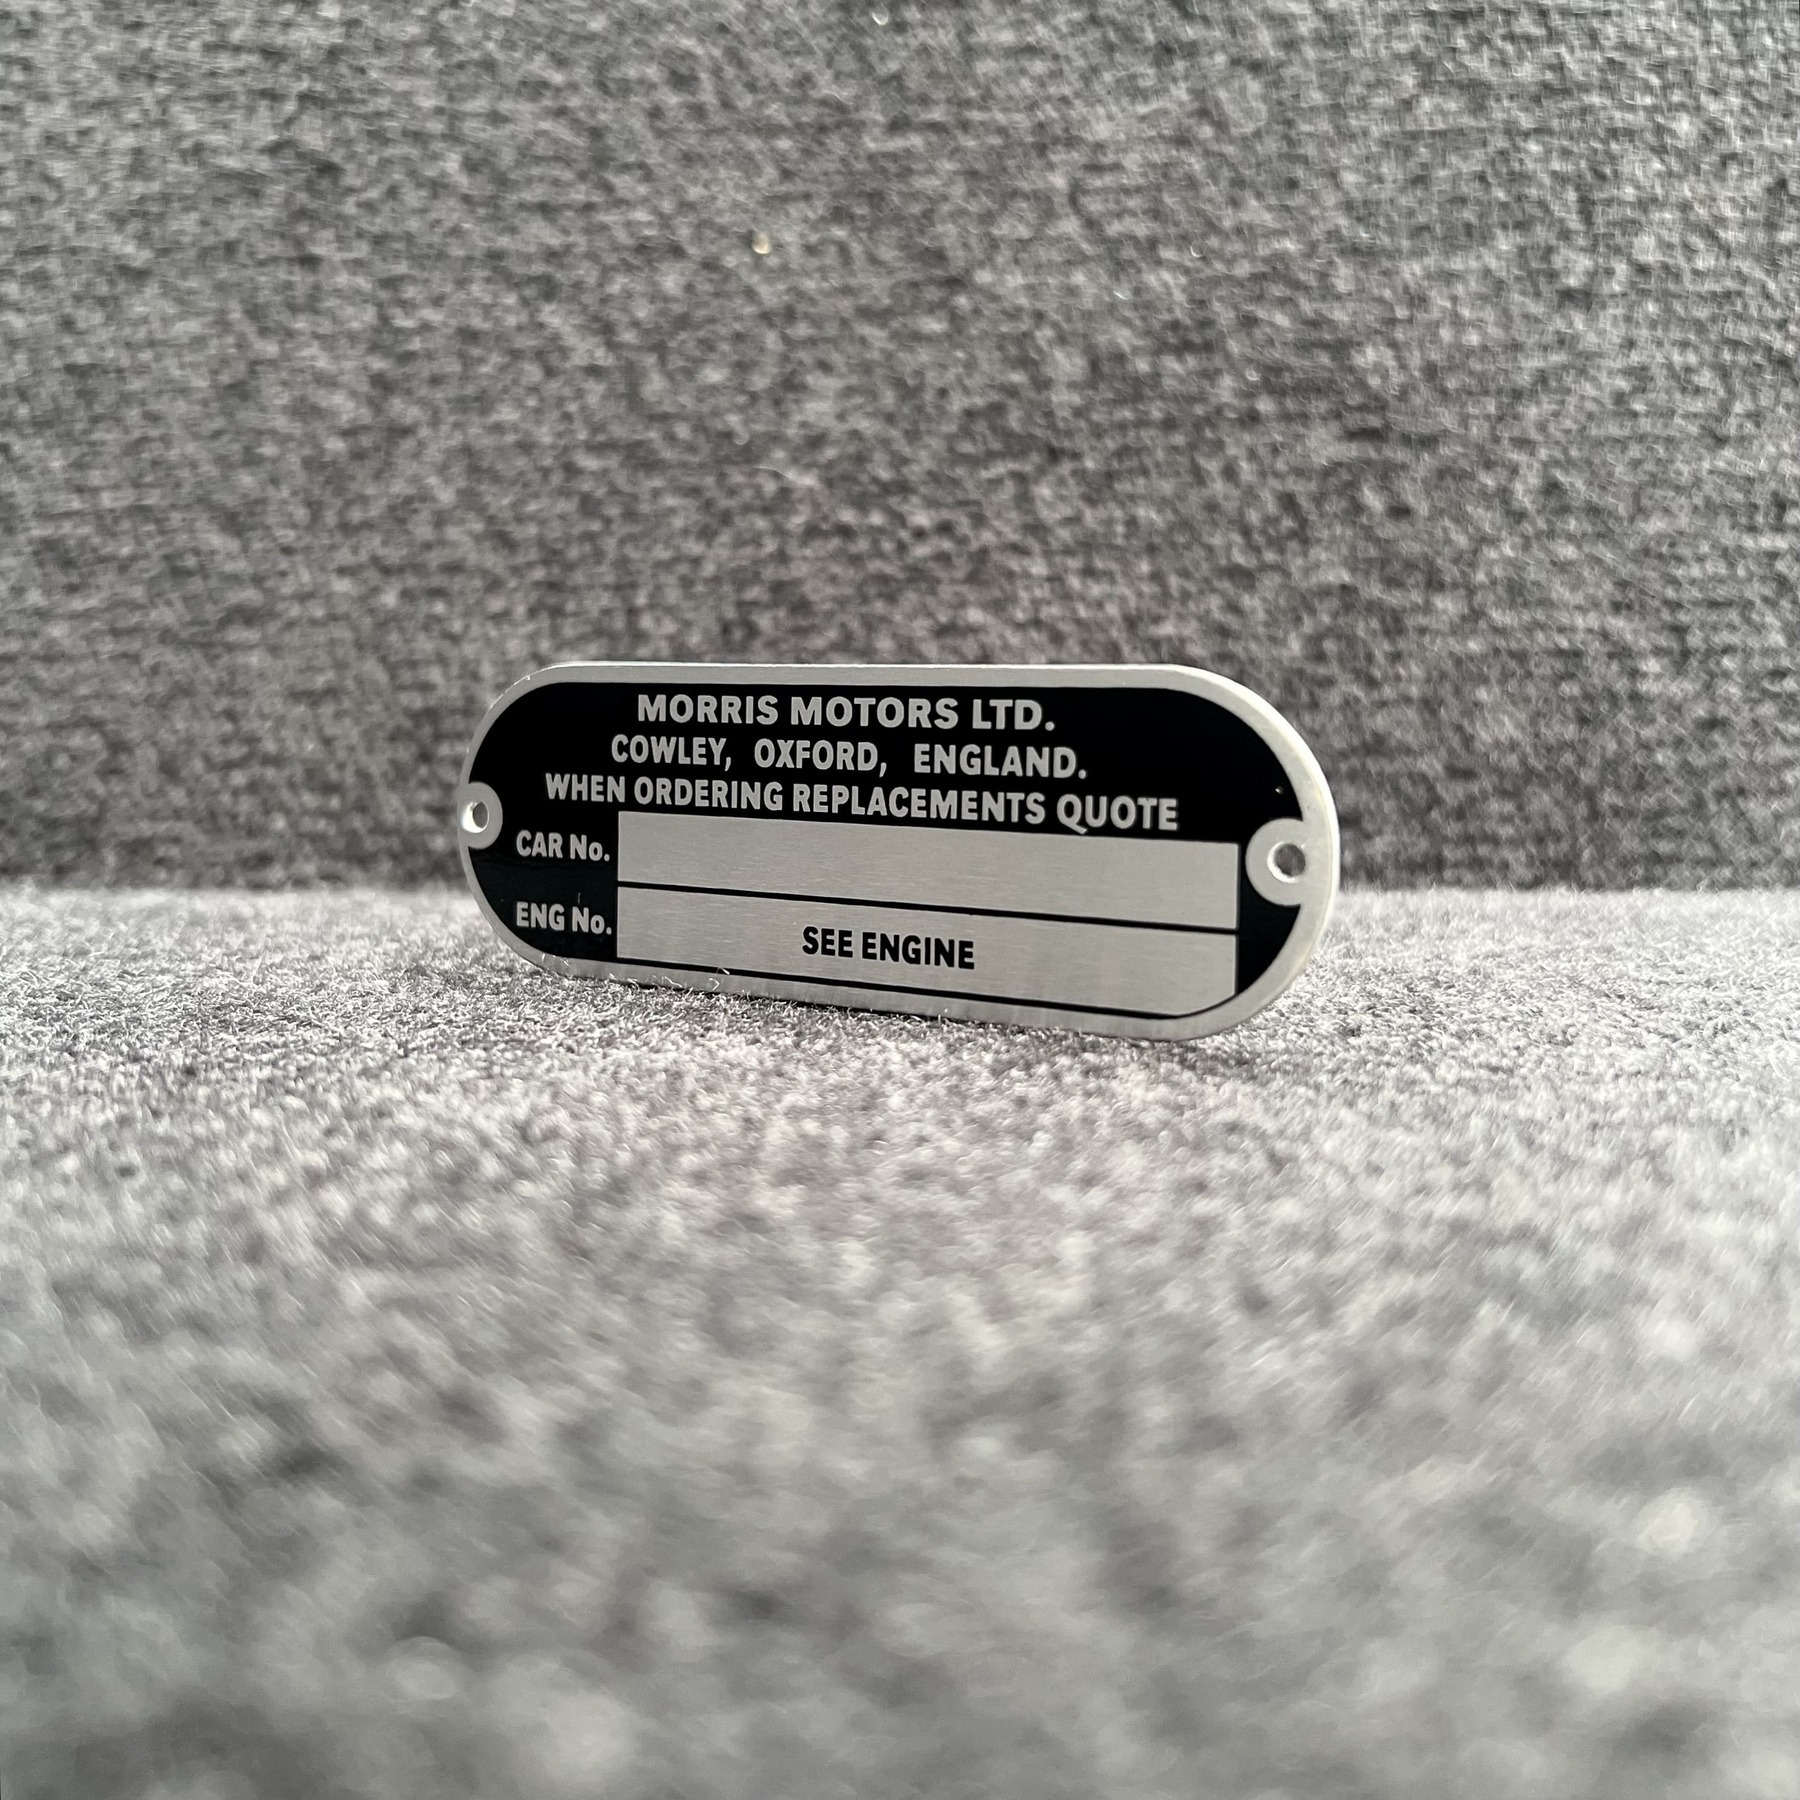 MORRIS MOTORS LTD.
COWLEY, OXFORD, ENGLAND.
WHEN ORDERING REPLACEMENTS QUOTE
CAR No.
ENG No. SEE ENGINE